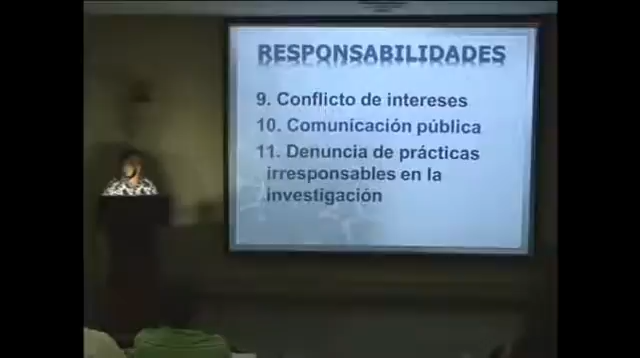 RESPONSABILIDADES
9. Conflicto de intereses
10. Comunicación pública
11. Denuncia de prácticas
irresponsables en la
investigación